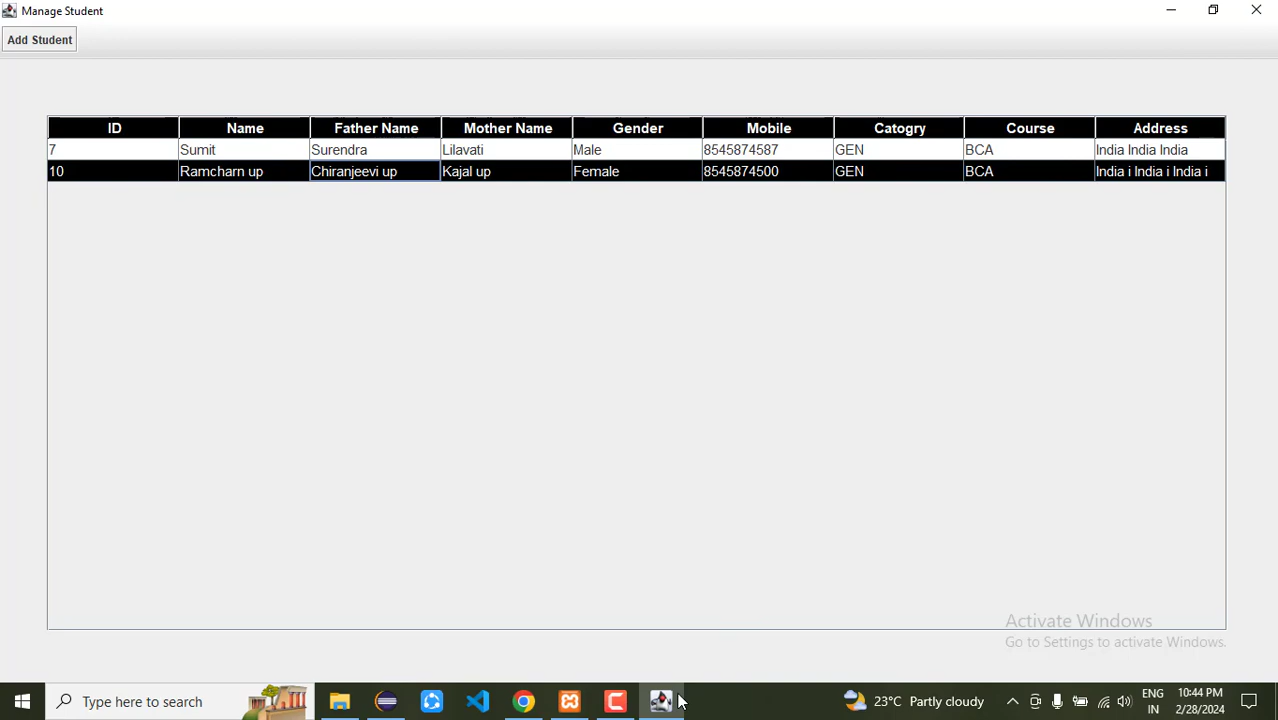 Manage Student
Add Student
ID Name Father Name Mother Name Gender Mobile Catogry Course Address
7 Sumit Surendra Lilavati Male 8545874587 GEN BCA India India India
10 Ramcharn up Chiranjeevi up Kajal up Female 8545874500 GEN BCA India i India i India i
Activate Windows
Go to Settings to activate Windows.
Type here to search
23°C Partly cloudy
ENG
IN
10:44 PM
2/28/2024